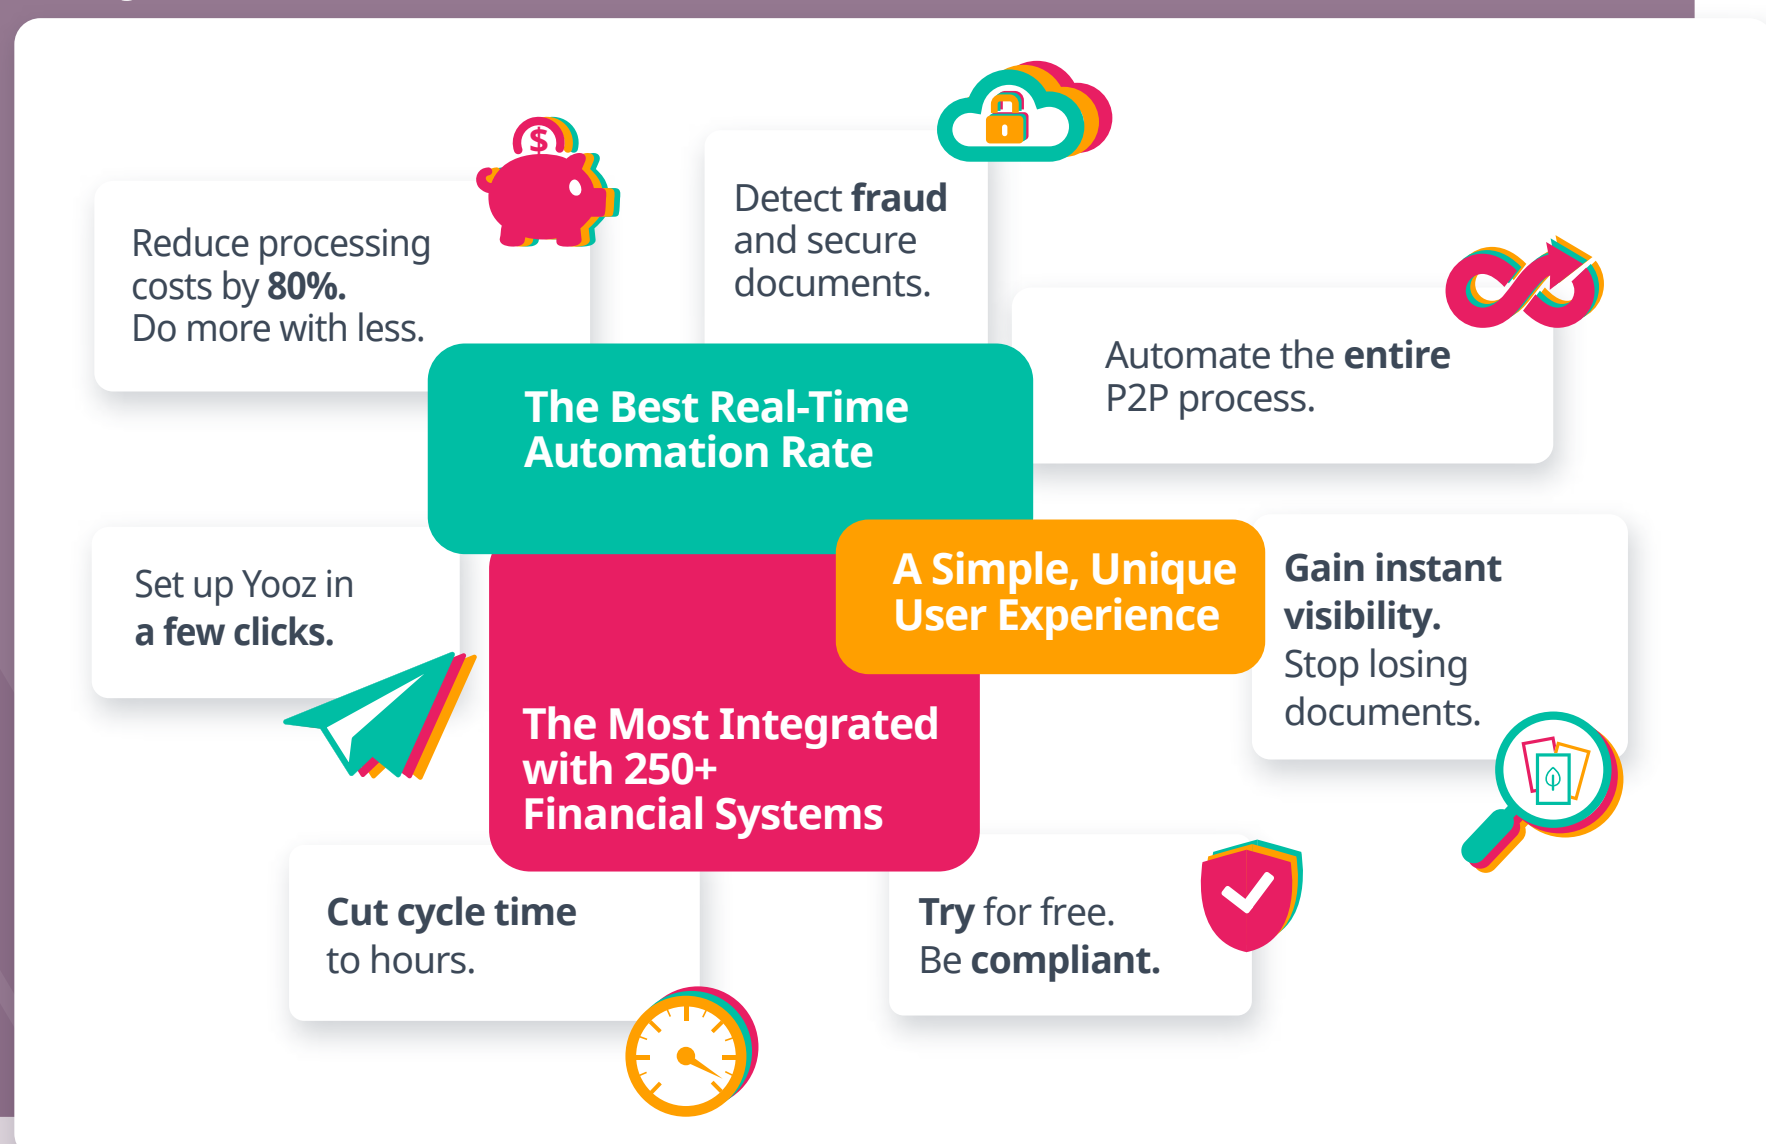 $
Reduce processing
costs by 80%.
Do more with less.
Detect fraud
and secure
documents.
Automate the entire
P2P process.
The Best Real-Time
Automation Rate
Set up Yooz in
a few clicks.
A Simple, Unique
User Experience
Gain instant
visibility.
Stop losing
documents.
The Most Integrated
with 250+
Financial Systems
Cut cycle time
to hours.
Try for free.
Be compliant.